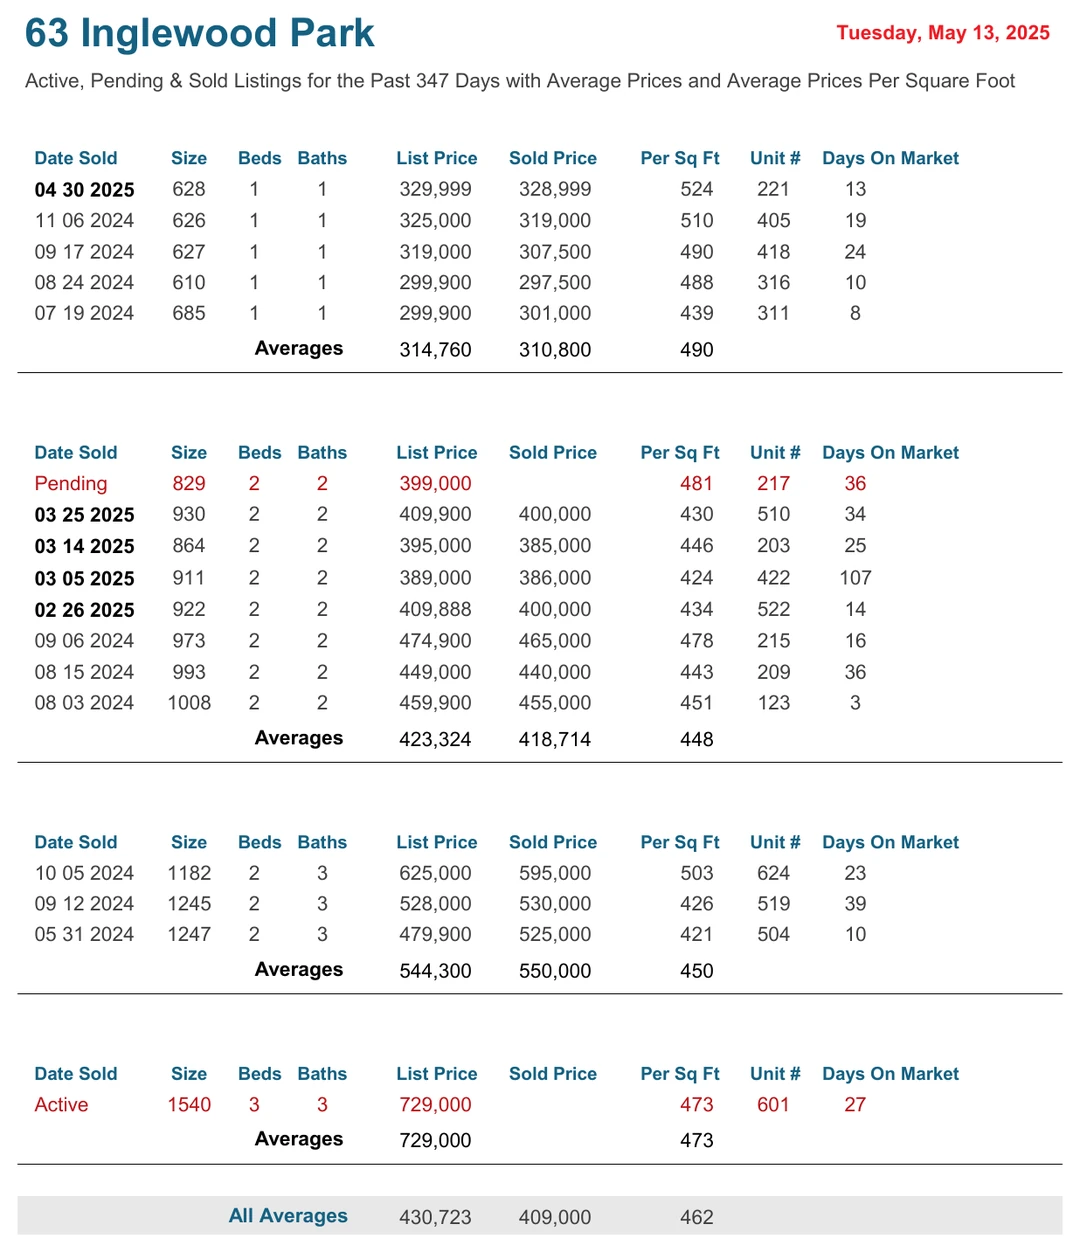 63 Inglewood Park
Tuesday, May 13, 2025
Active, Pending & Sold Listings for the Past 347 Days with Average Prices and Average Prices Per Square Foot
Date Sold Size Beds Baths List Price Sold Price Per Sq Ft Unit # Days On Market
04 30 2025 628 1 1 329,999 328,999 524 221 13
11 06 2024 626 1 1 325,000 319,000 510 405 19
09 17 2024 627 1 1 319,000 307,500 490 418 24
08 24 2024 610 1 1 299,900 297,500 488 316 10
07 19 2024 685 1 1 299,900 301,000 439 311 8
Averages 314,760 310,800 490
Date Sold Size Beds Baths List Price Sold Price Per Sq Ft Unit # Days On Market
Pending 829 2 2 399,000 481 217 36
03 25 2025 930 2 2 409,900 400,000 430 510 34
03 14 2025 864 2 2 395,000 385,000 446 203 25
03 05 2025 911 2 2 389,000 386,000 424 422 107
02 26 2025 922 2 2 409,888 400,000 434 522 14
09 06 2024 973 2 2 474,900 465,000 478 215 16
08 15 2024 993 2 2 449,000 440,000 443 209 36
08 03 2024 1008 2 2 459,900 455,000 451 123 3
Averages 423,324 418,714 448
Date Sold Size Beds Baths List Price Sold Price Per Sq Ft Unit # Days On Market
10 05 2024 1182 2 3 625,000 595,000 503 624 23
09 12 2024 1245 2 3 528,000 530,000 426 519 39
05 31 2024 1247 2 3 479,900 525,000 421 504 10
Averages 544,300 550,000 450
Date Sold Size Beds Baths List Price Sold Price Per Sq Ft Unit # Days On Market
Active 1540 3 3 729,000 473 601 27
Averages 729,000 473
All Averages 430,723 409,000 462